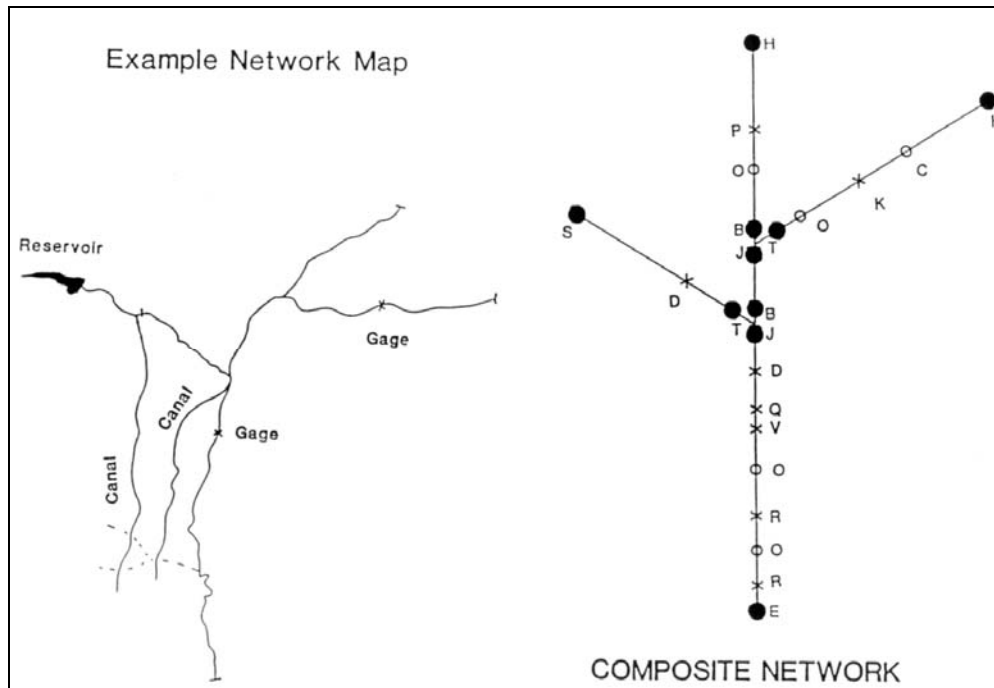 Example Network Map
Reservoir
Gage
Canal
Gage
Canal
H
P
O
C
K
O
B
T
J
S
D
B
T
J
D
Q
V
O
R
O
R
E
COMPOSITE NETWORK